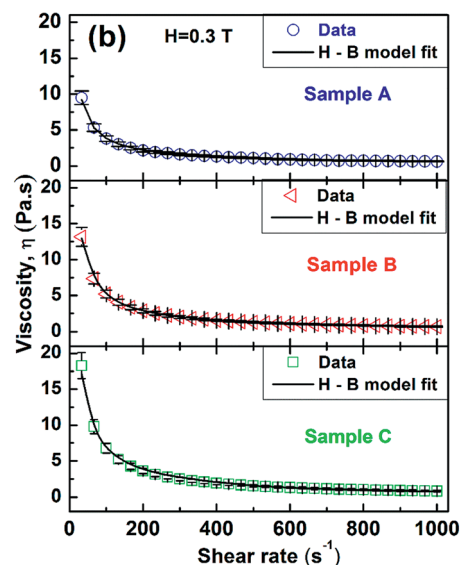 (b)
H=0.3 T
Data
H - B model fit
Sample A
20
15
10
5
0
Data
H - B model fit
Sample B
20
15
10
5
0
Data
H - B model fit
Sample C
20
15
10
5
0
Viscosity, η (Pa.s)
0 200 400 600 800 1000
Shear rate (s⁻¹)